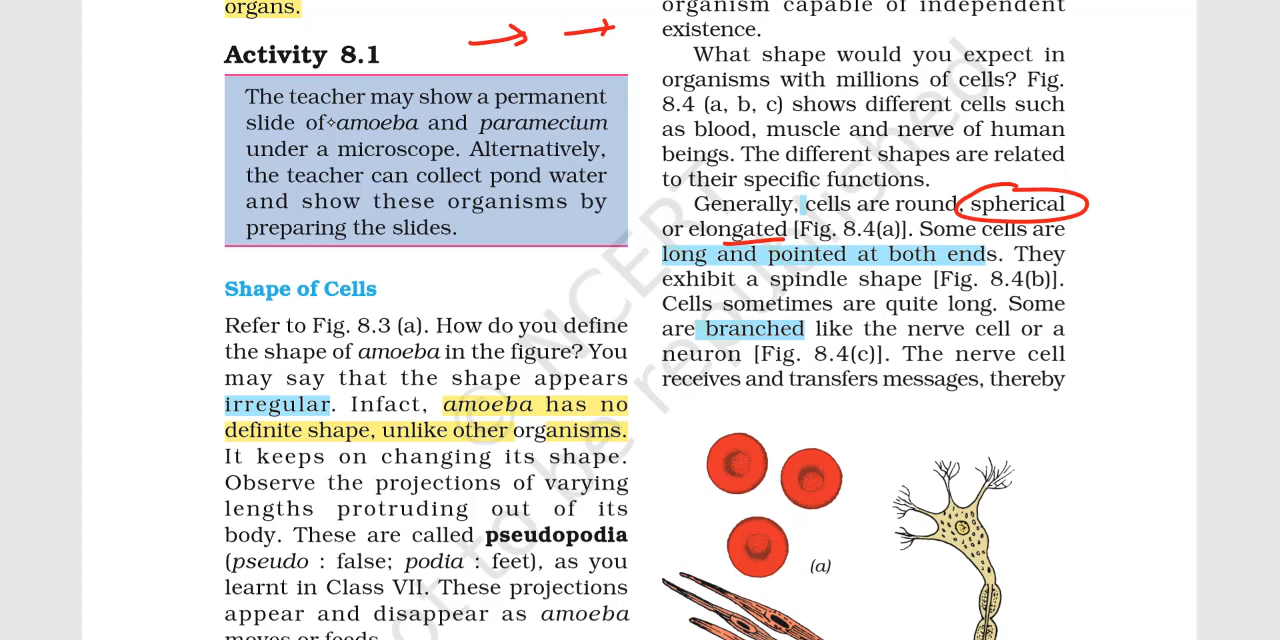 organs.
Activity 8.1
The teacher may show a permanent
slide of amoeba and paramecium
under a microscope. Alternatively,
the teacher can collect pond water
and show these organisms by
preparing the slides.
Shape of Cells
Refer to Fig. 8.3 (a). How do you define
the shape of amoeba in the figure? You
may say that the shape appears
irregular. Infact, amoeba has no
definite shape, unlike other organisms.
It keeps on changing its shape.
Observe the projections of varying
lengths protruding out of its
body. These are called pseudopodia
(pseudo : false; podia : feet), as you
learnt in Class VII. These projections
appear and disappear as amoeba
moves or feeds.
organism capable of independent
existence.
What shape would you expect in
organisms with millions of cells? Fig.
8.4 (a, b, c) shows different cells such
as blood, muscle and nerve of human
beings. The different shapes are related
to their specific functions.
Generally, cells are round, spherical
or elongated [Fig. 8.4(a)]. Some cells are
long and pointed at both ends. They
exhibit a spindle shape [Fig. 8.4(b)].
Cells sometimes are quite long. Some
are branched like the nerve cell or a
neuron [Fig. 8.4(c)]. The nerve cell
receives and transfers messages, thereby
(a)
© NCERT
not to be republished